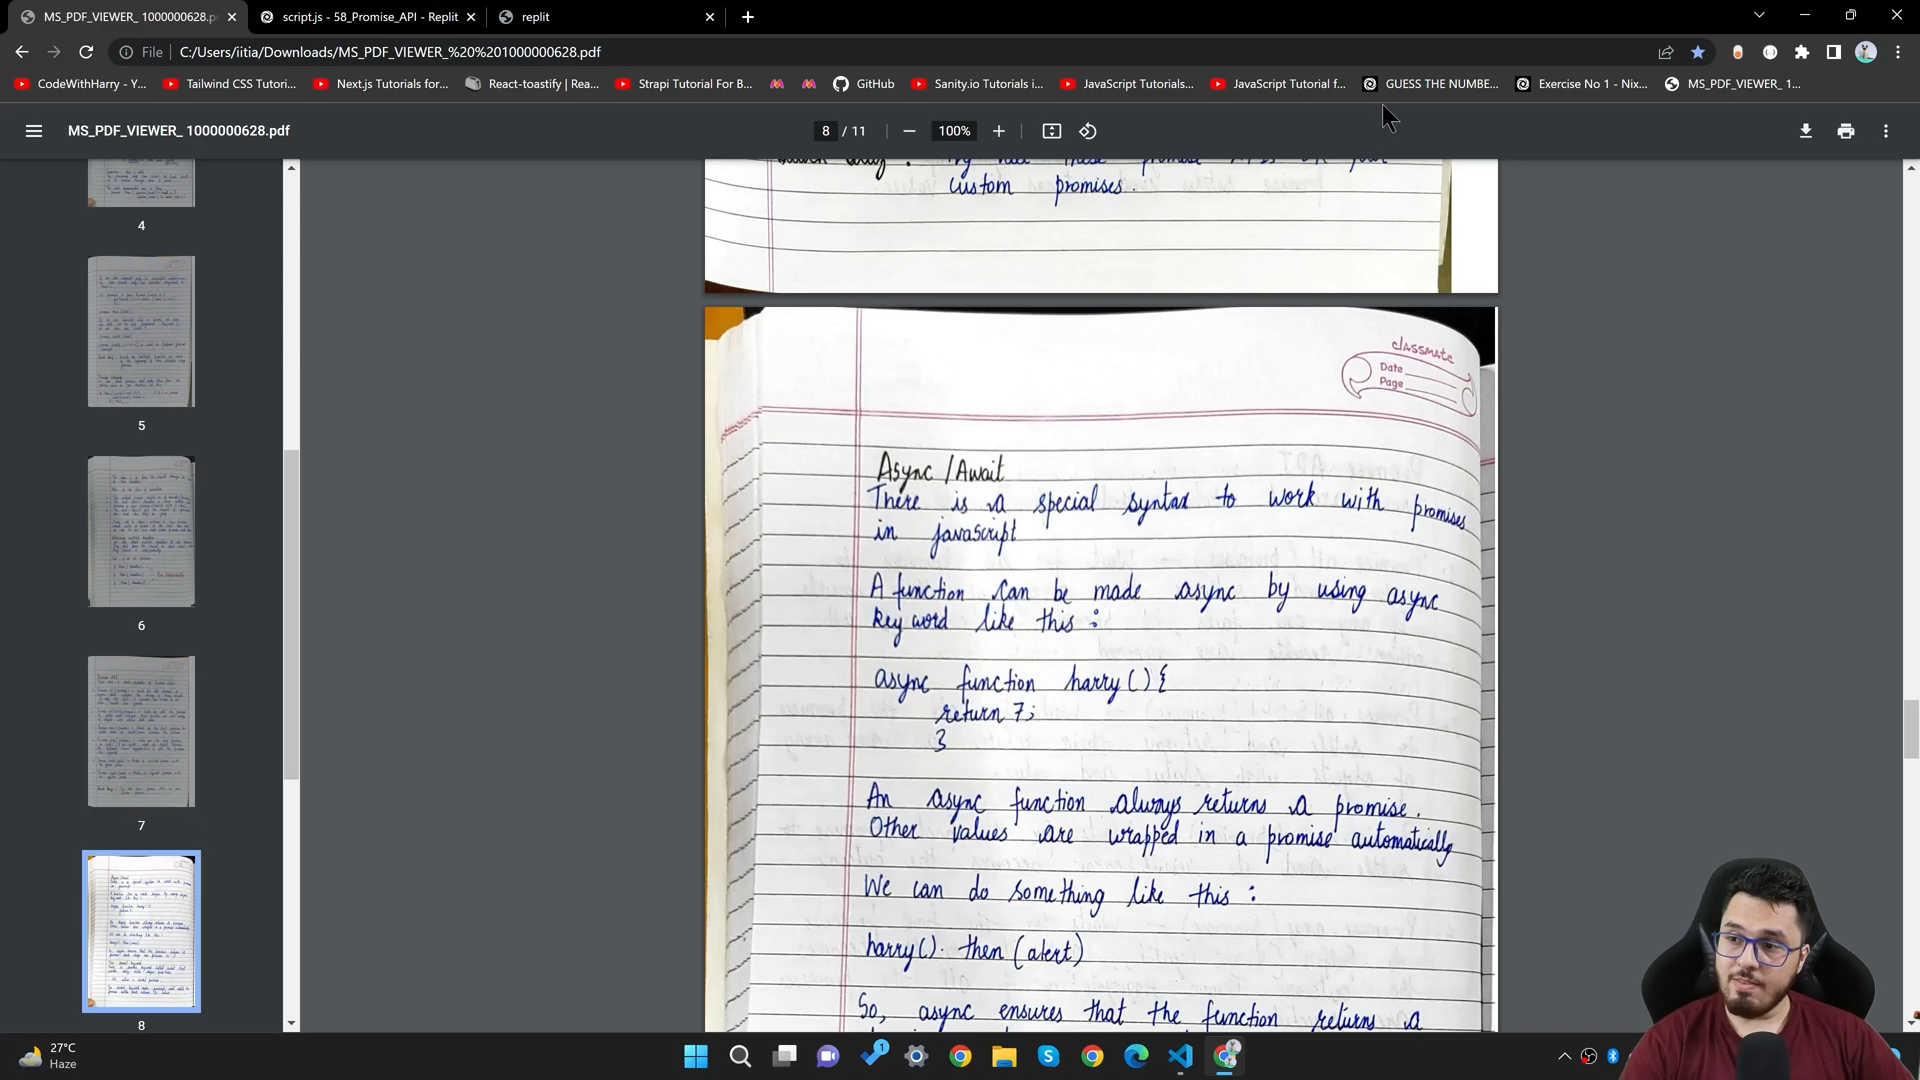 MS_PDF_VIEWER_ 1000000628.p
script.js - 58_Promise_API - Replit
replit
File
C:/Users/iitia/Downloads/MS_PDF_VIEWER_%20%201000000628.pdf
CodeWithHarry - Y...
Tailwind CSS Tutori...
Next.js Tutorials for...
React-toastify | Rea...
Strapi Tutorial For B...
GitHub
Sanity.io Tutorials i...
JavaScript Tutorials...
JavaScript Tutorial f...
GUESS THE NUMBE...
Exercise No 1 - Nix...
MS_PDF_VIEWER_ 1...
MS_PDF_VIEWER_ 1000000628.pdf
8 / 11
100%
4
5
6
7
8
these promise APIs
custom promises.
classmate
Date
Page
Async / Await
There is a special syntax to work with promises
in javascript
A function can be made async by using async
key word like this :
async function harry () {
return 7;
}
An async function always returns a promise.
Other values are wrapped in a promise automatically
We can do something like this :
harry(). then (alert)
So, async ensures that the function returns a
27°C
Haze
1